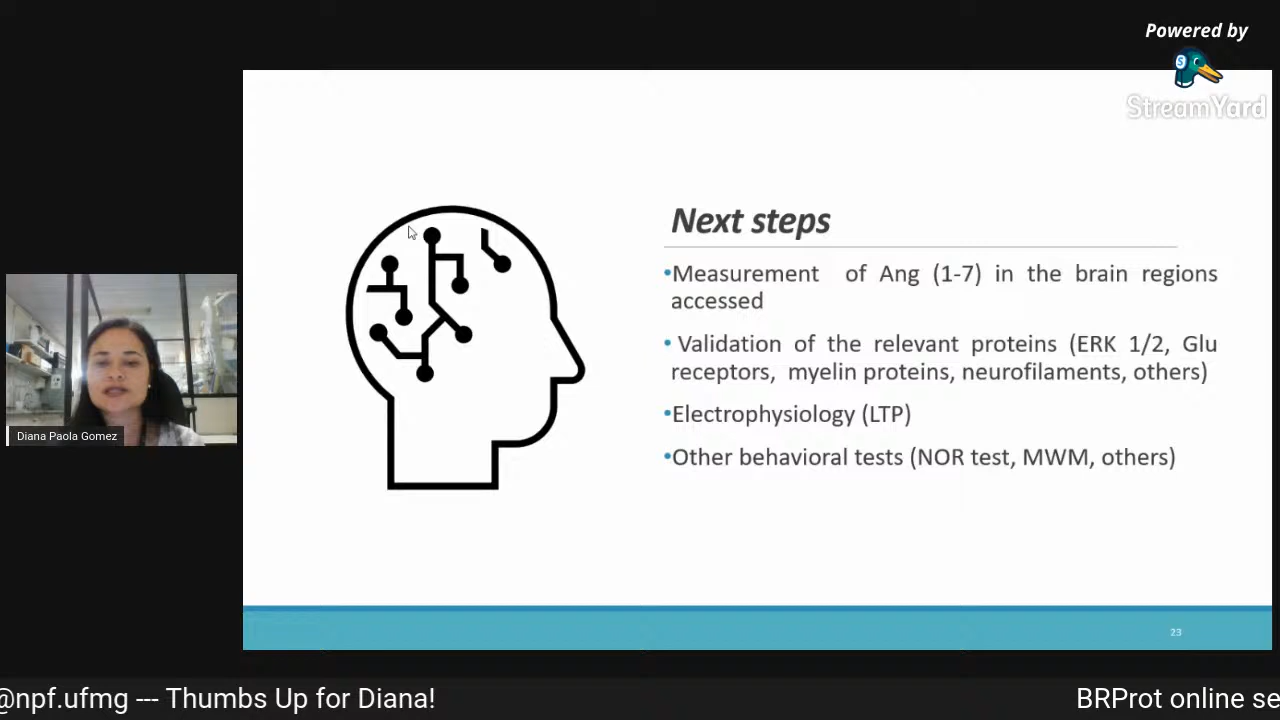 Powered by
StreamYard
Next steps
•Measurement of Ang (1-7) in the brain regions
accessed
• Validation of the relevant proteins (ERK 1/2, Glu
receptors, myelin proteins, neurofilaments, others)
•Electrophysiology (LTP)
•Other behavioral tests (NOR test, MWM, others)
Diana Paola Gomez
23
@npf.ufmg --- Thumbs Up for Diana!
BRProt online se